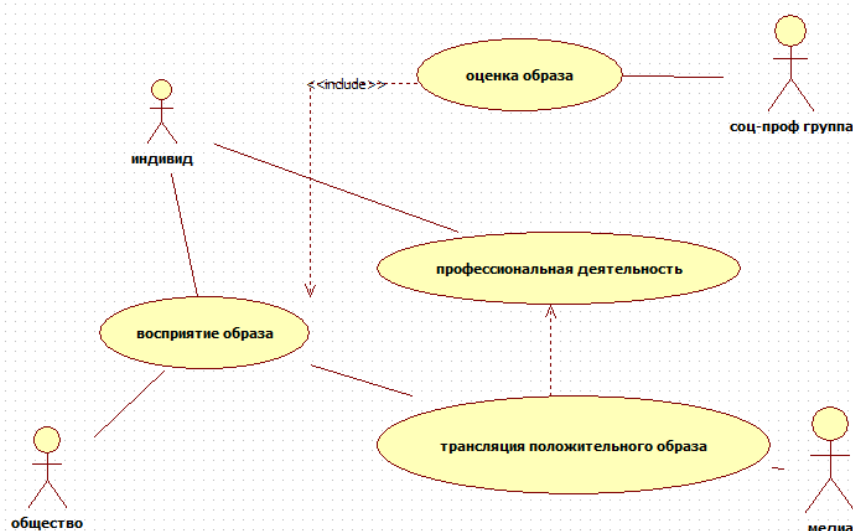 оценка образа
<<include>>
соц-проф группа
индивид
профессиональная деятельность
восприятие образа
трансляция положительного образа
общество
медиа